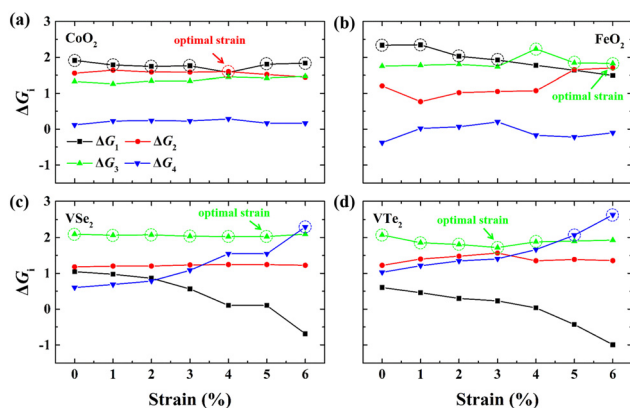 (a)
CoO2
optimal strain
(b)
FeO2
optimal strain
ΔGi
3
2
1
0
-1
ΔG1
ΔG2
ΔG3
ΔG4
(c)
VSe2
optimal strain
(d)
VTe2
optimal strain
ΔGi
3
2
1
0
-1
0 1 2 3 4 5 6
0 1 2 3 4 5 6
Strain (%)
Strain (%)